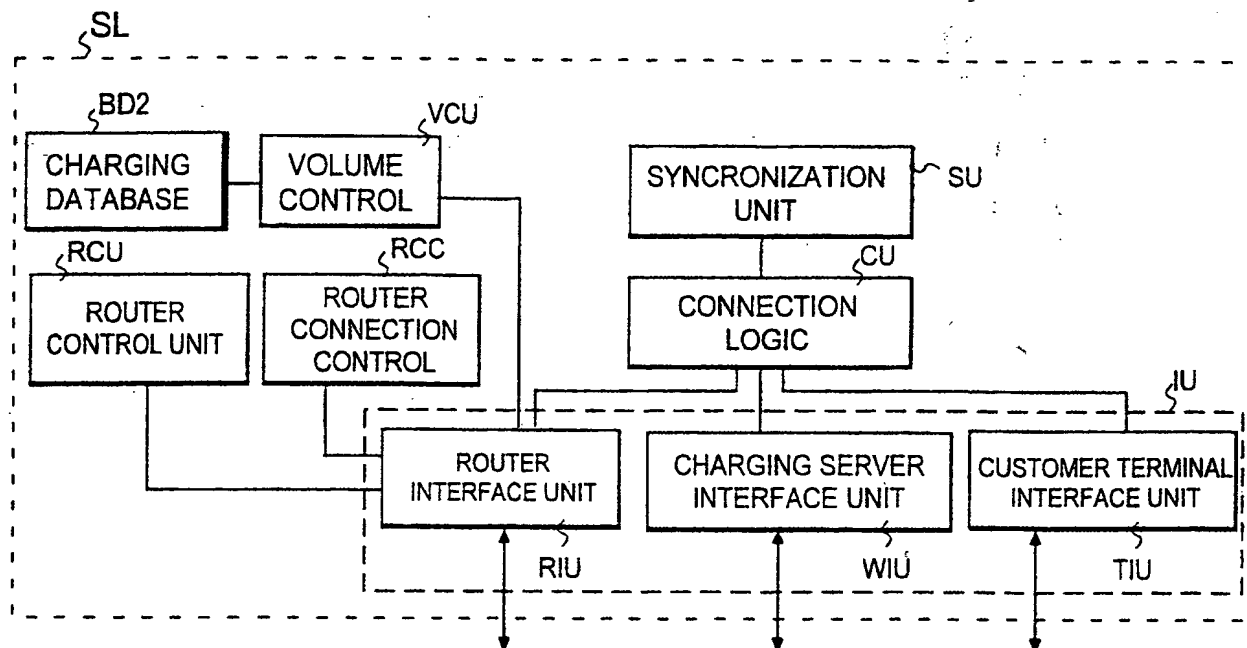 SL
BD2
VCU
CHARGING
DATABASE
VOLUME
CONTROL
SYNCRONIZATION
UNIT
SU
RCU
RCC
CU
ROUTER
CONTROL UNIT
ROUTER
CONNECTION
CONTROL
CONNECTION
LOGIC
IU
ROUTER
INTERFACE UNIT
CHARGING SERVER
INTERFACE UNIT
CUSTOMER TERMINAL
INTERFACE UNIT
RIU
WIU
TIU